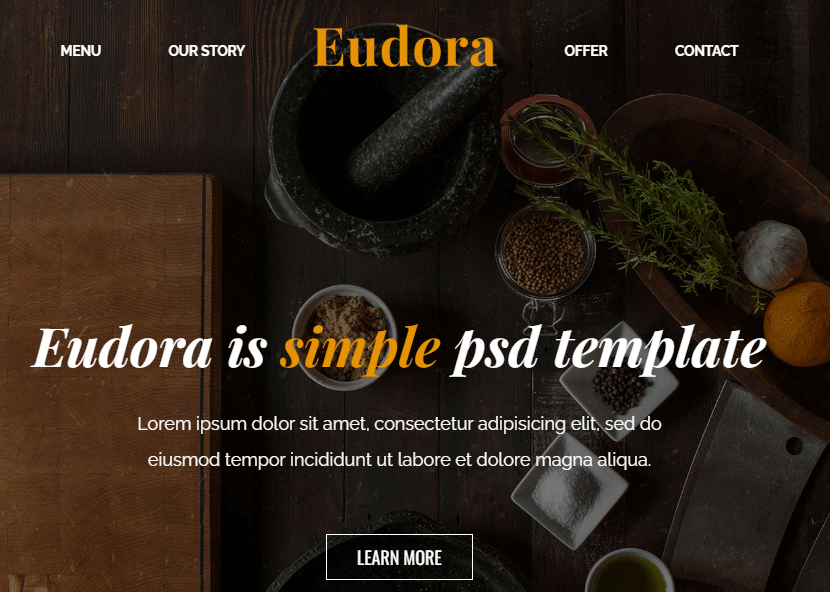 MENU OUR STORY Eudora OFFER CONTACT
Eudora is simple psd template
Lorem ipsum dolor sit amet, consectetur adipisicing elit, sed do
eiusmod tempor incididunt ut labore et dolore magna aliqua.
LEARN MORE